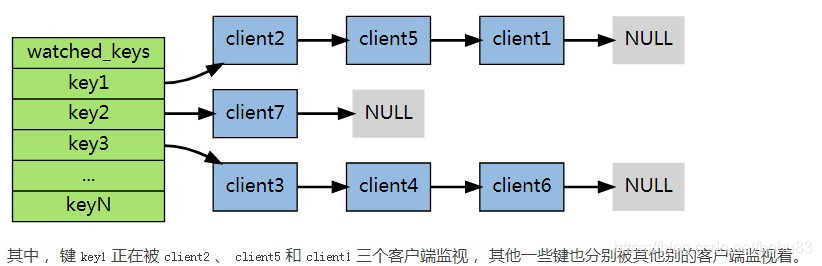 watched_keys
key1
key2
key3
...
keyN
client2
client5
client1
NULL
client7
NULL
client3
client4
client6
NULL
其中， 键 key1 正在被 client2 、 client5 和 client1 三个客户端监视， 其他一些键也分别被其他别的客户端监视着。